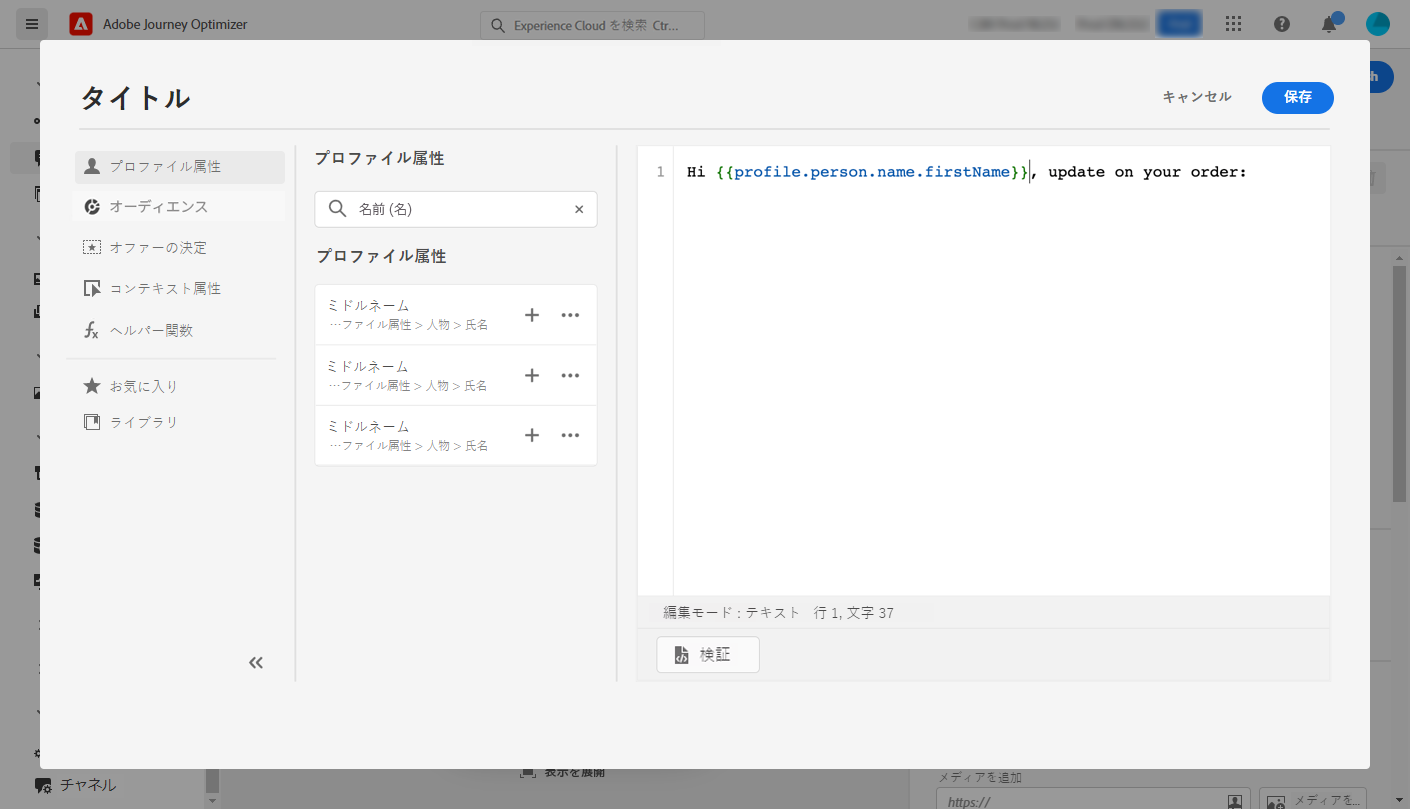 Adobe Journey Optimizer
Experience Cloud を検索 Ctr...
h
タイトル
キャンセル
保存
プロファイル属性
オーディエンス
オファーの決定
コンテキスト属性
ヘルパー関数
お気に入り
ライブラリ
プロファイル属性
名前 (名)
プロファイル属性
ミドルネーム
…ファイル属性 > 人物 > 氏名
ミドルネーム
…ファイル属性 > 人物 > 氏名
ミドルネーム
…ファイル属性 > 人物 > 氏名
1 Hi {{profile.person.name.firstName}}, update on your order:
編集モード : テキスト 行 1, 文字 37
検証
チャネル
表示を展開
メディアを追加
https://
メディアを...